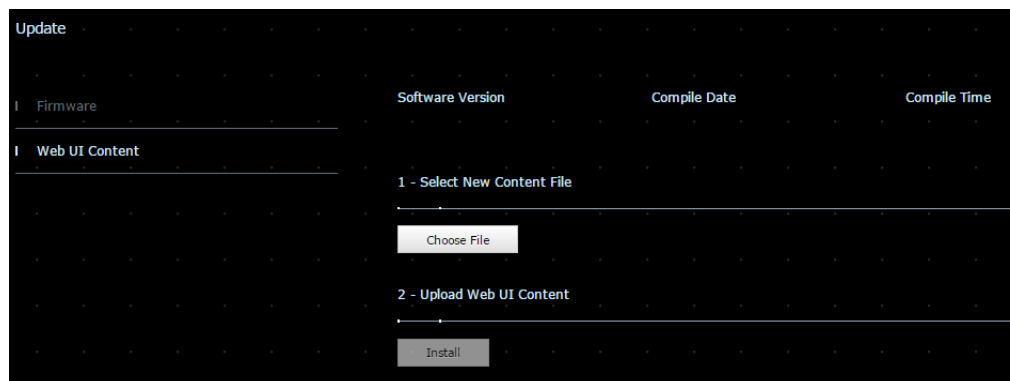 Update
Firmware
Web UI Content
Software Version Compile Date Compile Time
1 - Select New Content File
Choose File
2 - Upload Web UI Content
Install